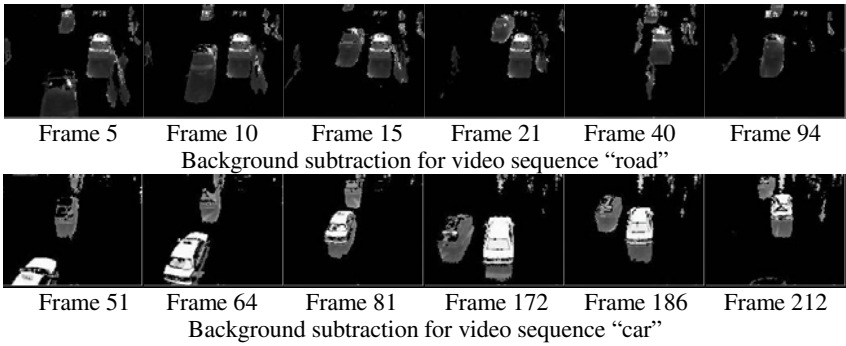 Frame 5 Frame 10 Frame 15 Frame 21 Frame 40 Frame 94
Background subtraction for video sequence “road”
Frame 51 Frame 64 Frame 81 Frame 172 Frame 186 Frame 212
Background subtraction for video sequence “car”